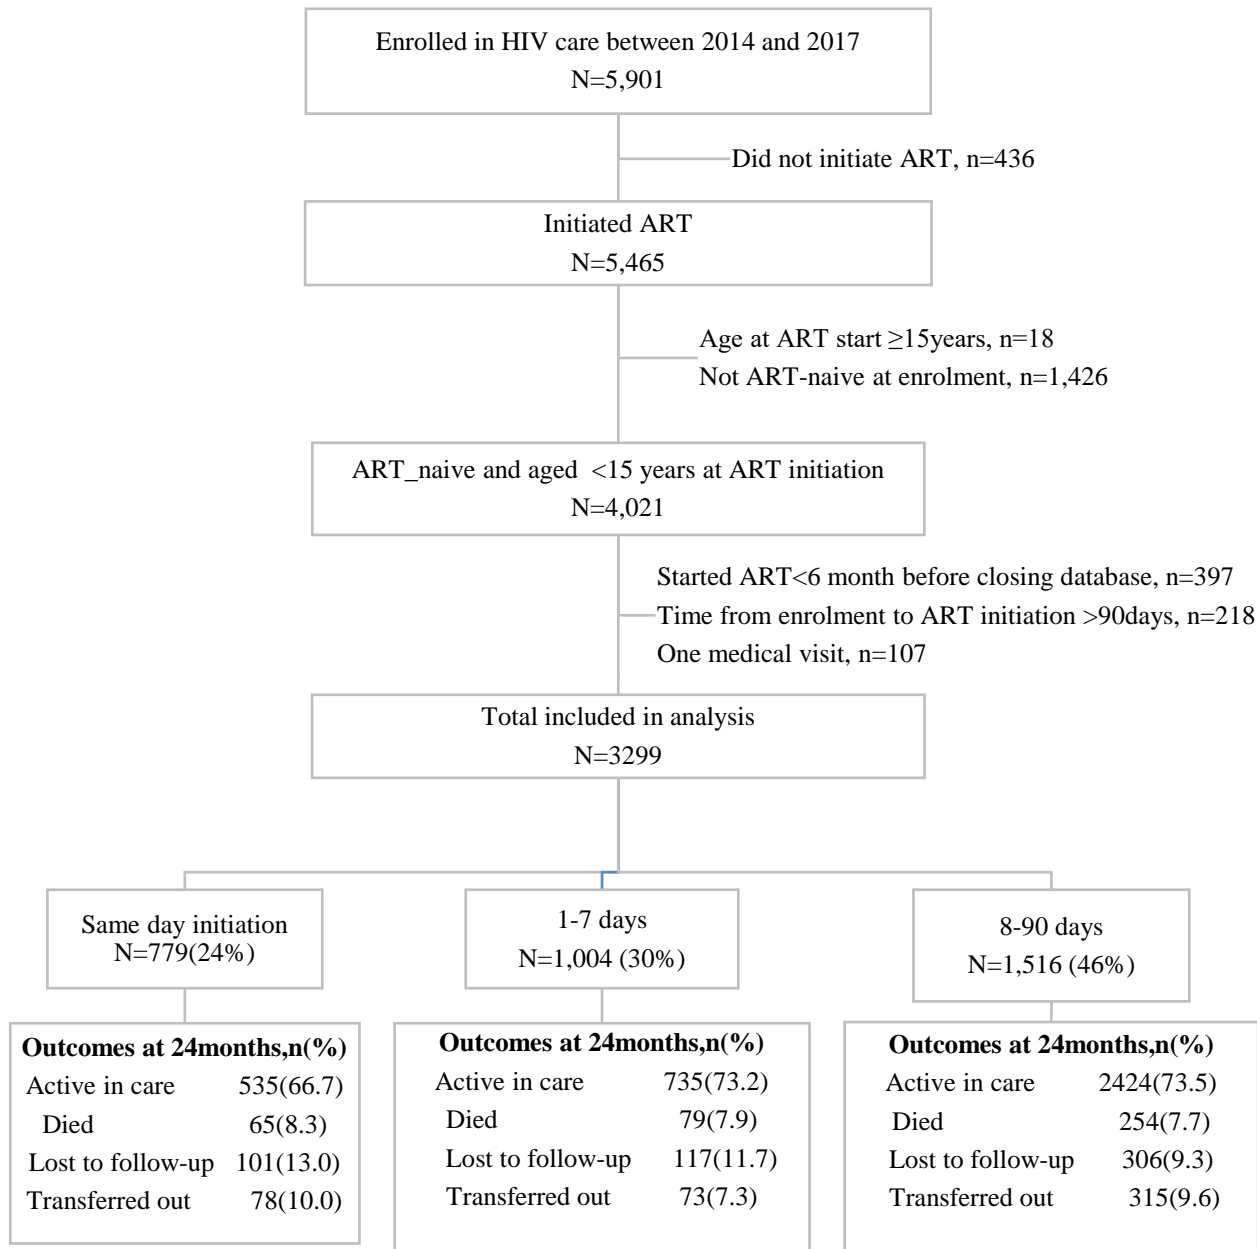 Enrolled in HIV care between 2014 and 2017
N=5,901
Did not initiate ART, n=436
Initiated ART
N=5,465
Age at ART start ≥15years, n=18
Not ART-naive at enrolment, n=1,426
ART_naive and aged <15 years at ART initiation
N=4,021
Started ART<6 month before closing database, n=397
Time from enrolment to ART initiation >90days, n=218
One medical visit, n=107
Total included in analysis
N=3299
Same day initiation
N=779(24%)
1-7 days
N=1,004 (30%)
8-90 days
N=1,516 (46%)
Outcomes at 24months,n(%)
Active in care 535(66.7)
Died 65(8.3)
Lost to follow-up 101(13.0)
Transferred out 78(10.0)
Outcomes at 24months,n(%)
Active in care 735(73.2)
Died 79(7.9)
Lost to follow-up 117(11.7)
Transferred out 73(7.3)
Outcomes at 24months,n(%)
Active in care 2424(73.5)
Died 254(7.7)
Lost to follow-up 306(9.3)
Transferred out 315(9.6)